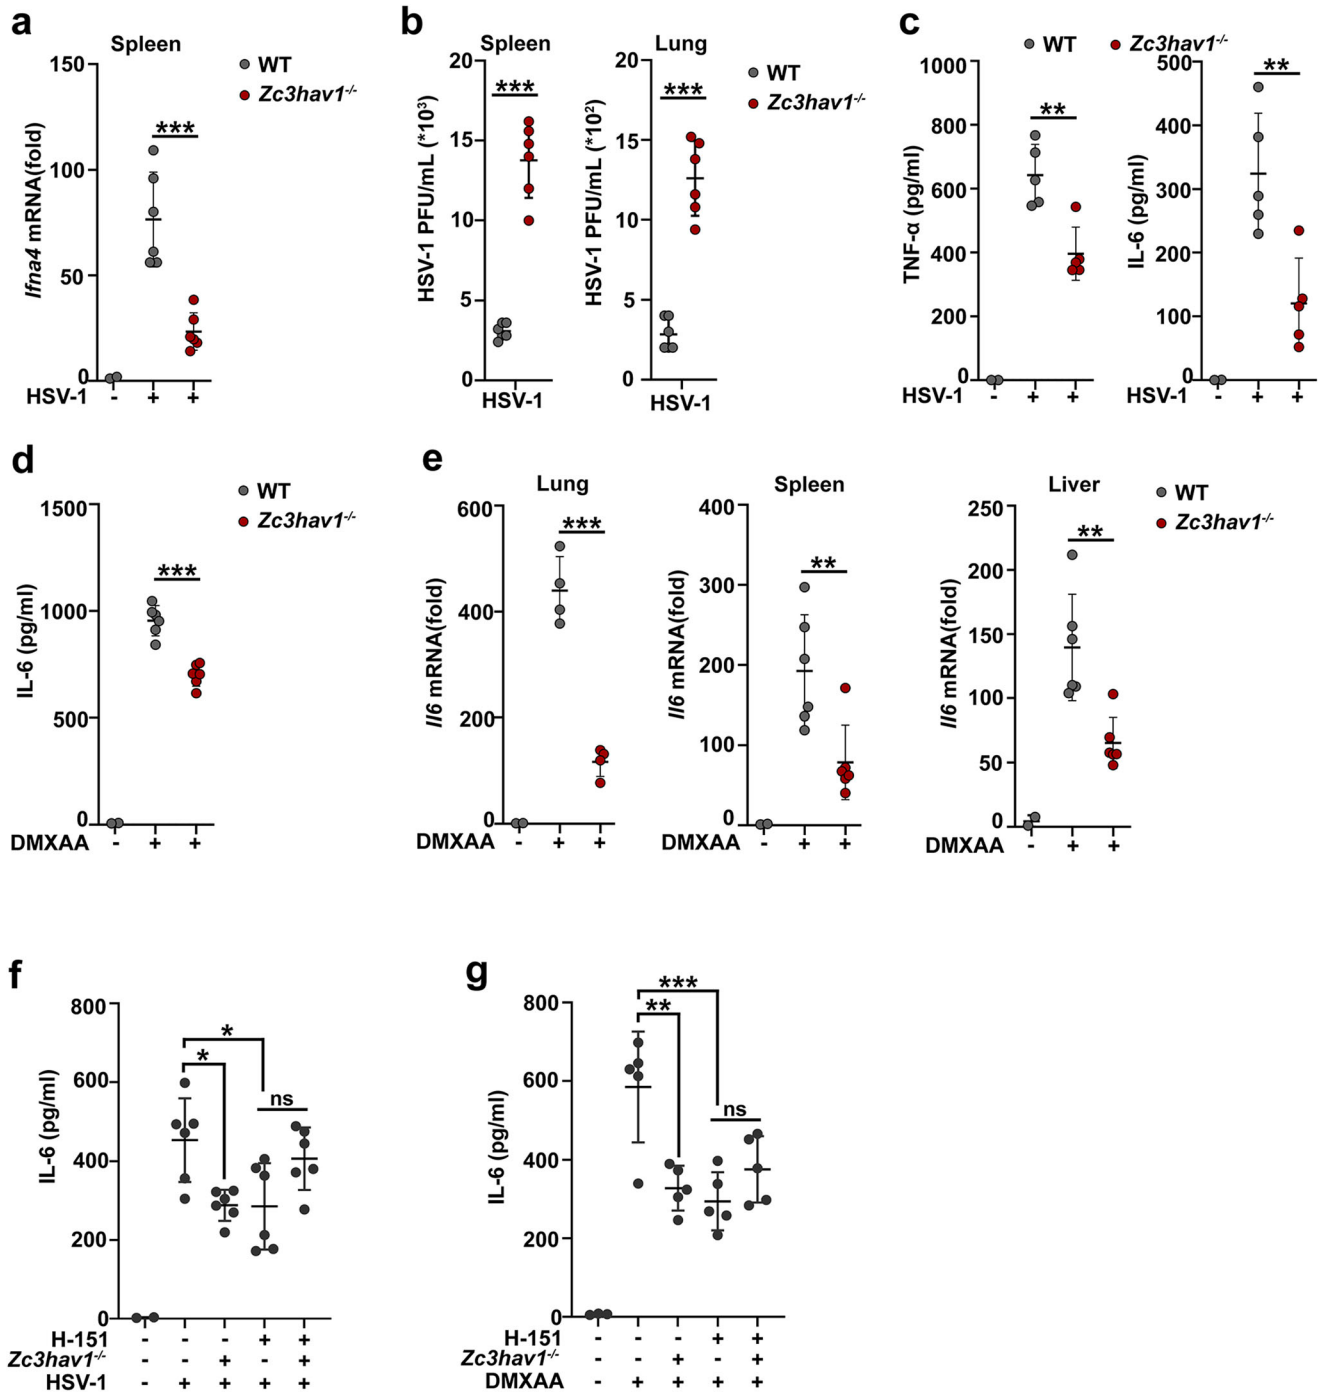 a
Spleen
WT
Zc3hav1-/-
Ifna4 mRNA(fold)
150
100
50
0
***
HSV-1 - + +
b
Spleen
Lung
WT
Zc3hav1-/-
HSV-1 PFU/mL (*10³)
20
15
10
5
0
***
HSV-1
HSV-1 PFU/mL (*10²)
20
15
10
5
0
***
HSV-1
c
WT Zc3hav1-/-
TNF-α (pg/ml)
1000
800
600
400
200
0
**
HSV-1 - + +
IL-6 (pg/ml)
500
400
300
200
100
0
**
HSV-1 - + +
d
WT
Zc3hav1-/-
IL-6 (pg/ml)
1500
1000
500
0
***
DMXAA - + +
e
Lung
Il6 mRNA(fold)
600
400
200
0
***
DMXAA - + +
Spleen
Il6 mRNA(fold)
400
300
200
100
0
**
DMXAA - + +
Liver
WT
Zc3hav1-/-
Il6 mRNA(fold)
250
200
150
100
50
0
**
DMXAA - + +
f
IL-6 (pg/ml)
800
600
400
200
0
*
*
ns
H-151 - - - + +
Zc3hav1-/- - - + - +
HSV-1 - + + + +
g
IL-6 (pg/ml)
800
600
400
200
0
***
**
ns
H-151 - - - + +
Zc3hav1-/- - - + - +
DMXAA - + + + +